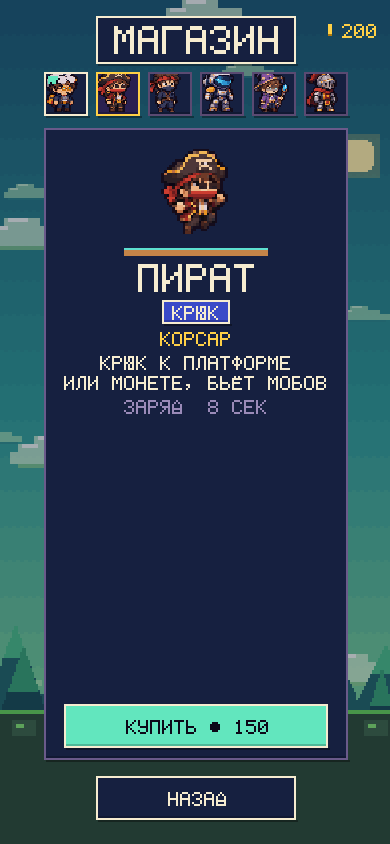 МАГАЗИН
200
ПИРАТ
КРЮК
КОРСАР
КРЮК К ПЛАТФОРМЕ
ИЛИ МОНЕТЕ, БЬЁТ МОБОВ
ЗАРЯД 8 СЕК
КУПИТЬ ● 150
НАЗАД